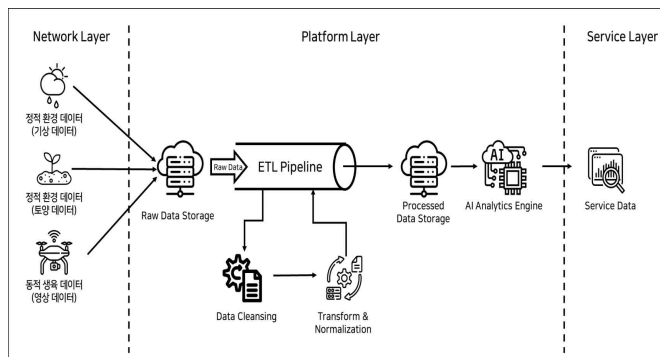 Network Layer
Platform Layer
Service Layer
정적 환경 데이터
(기상 데이터)
정적 환경 데이터
(토양 데이터)
동적 생육 데이터
(영상 데이터)
Raw Data Storage
Raw Data
ETL Pipeline
Data Cleansing
Transform &
Normalization
Processed
Data Storage
AI
AI Analytics Engine
Service Data